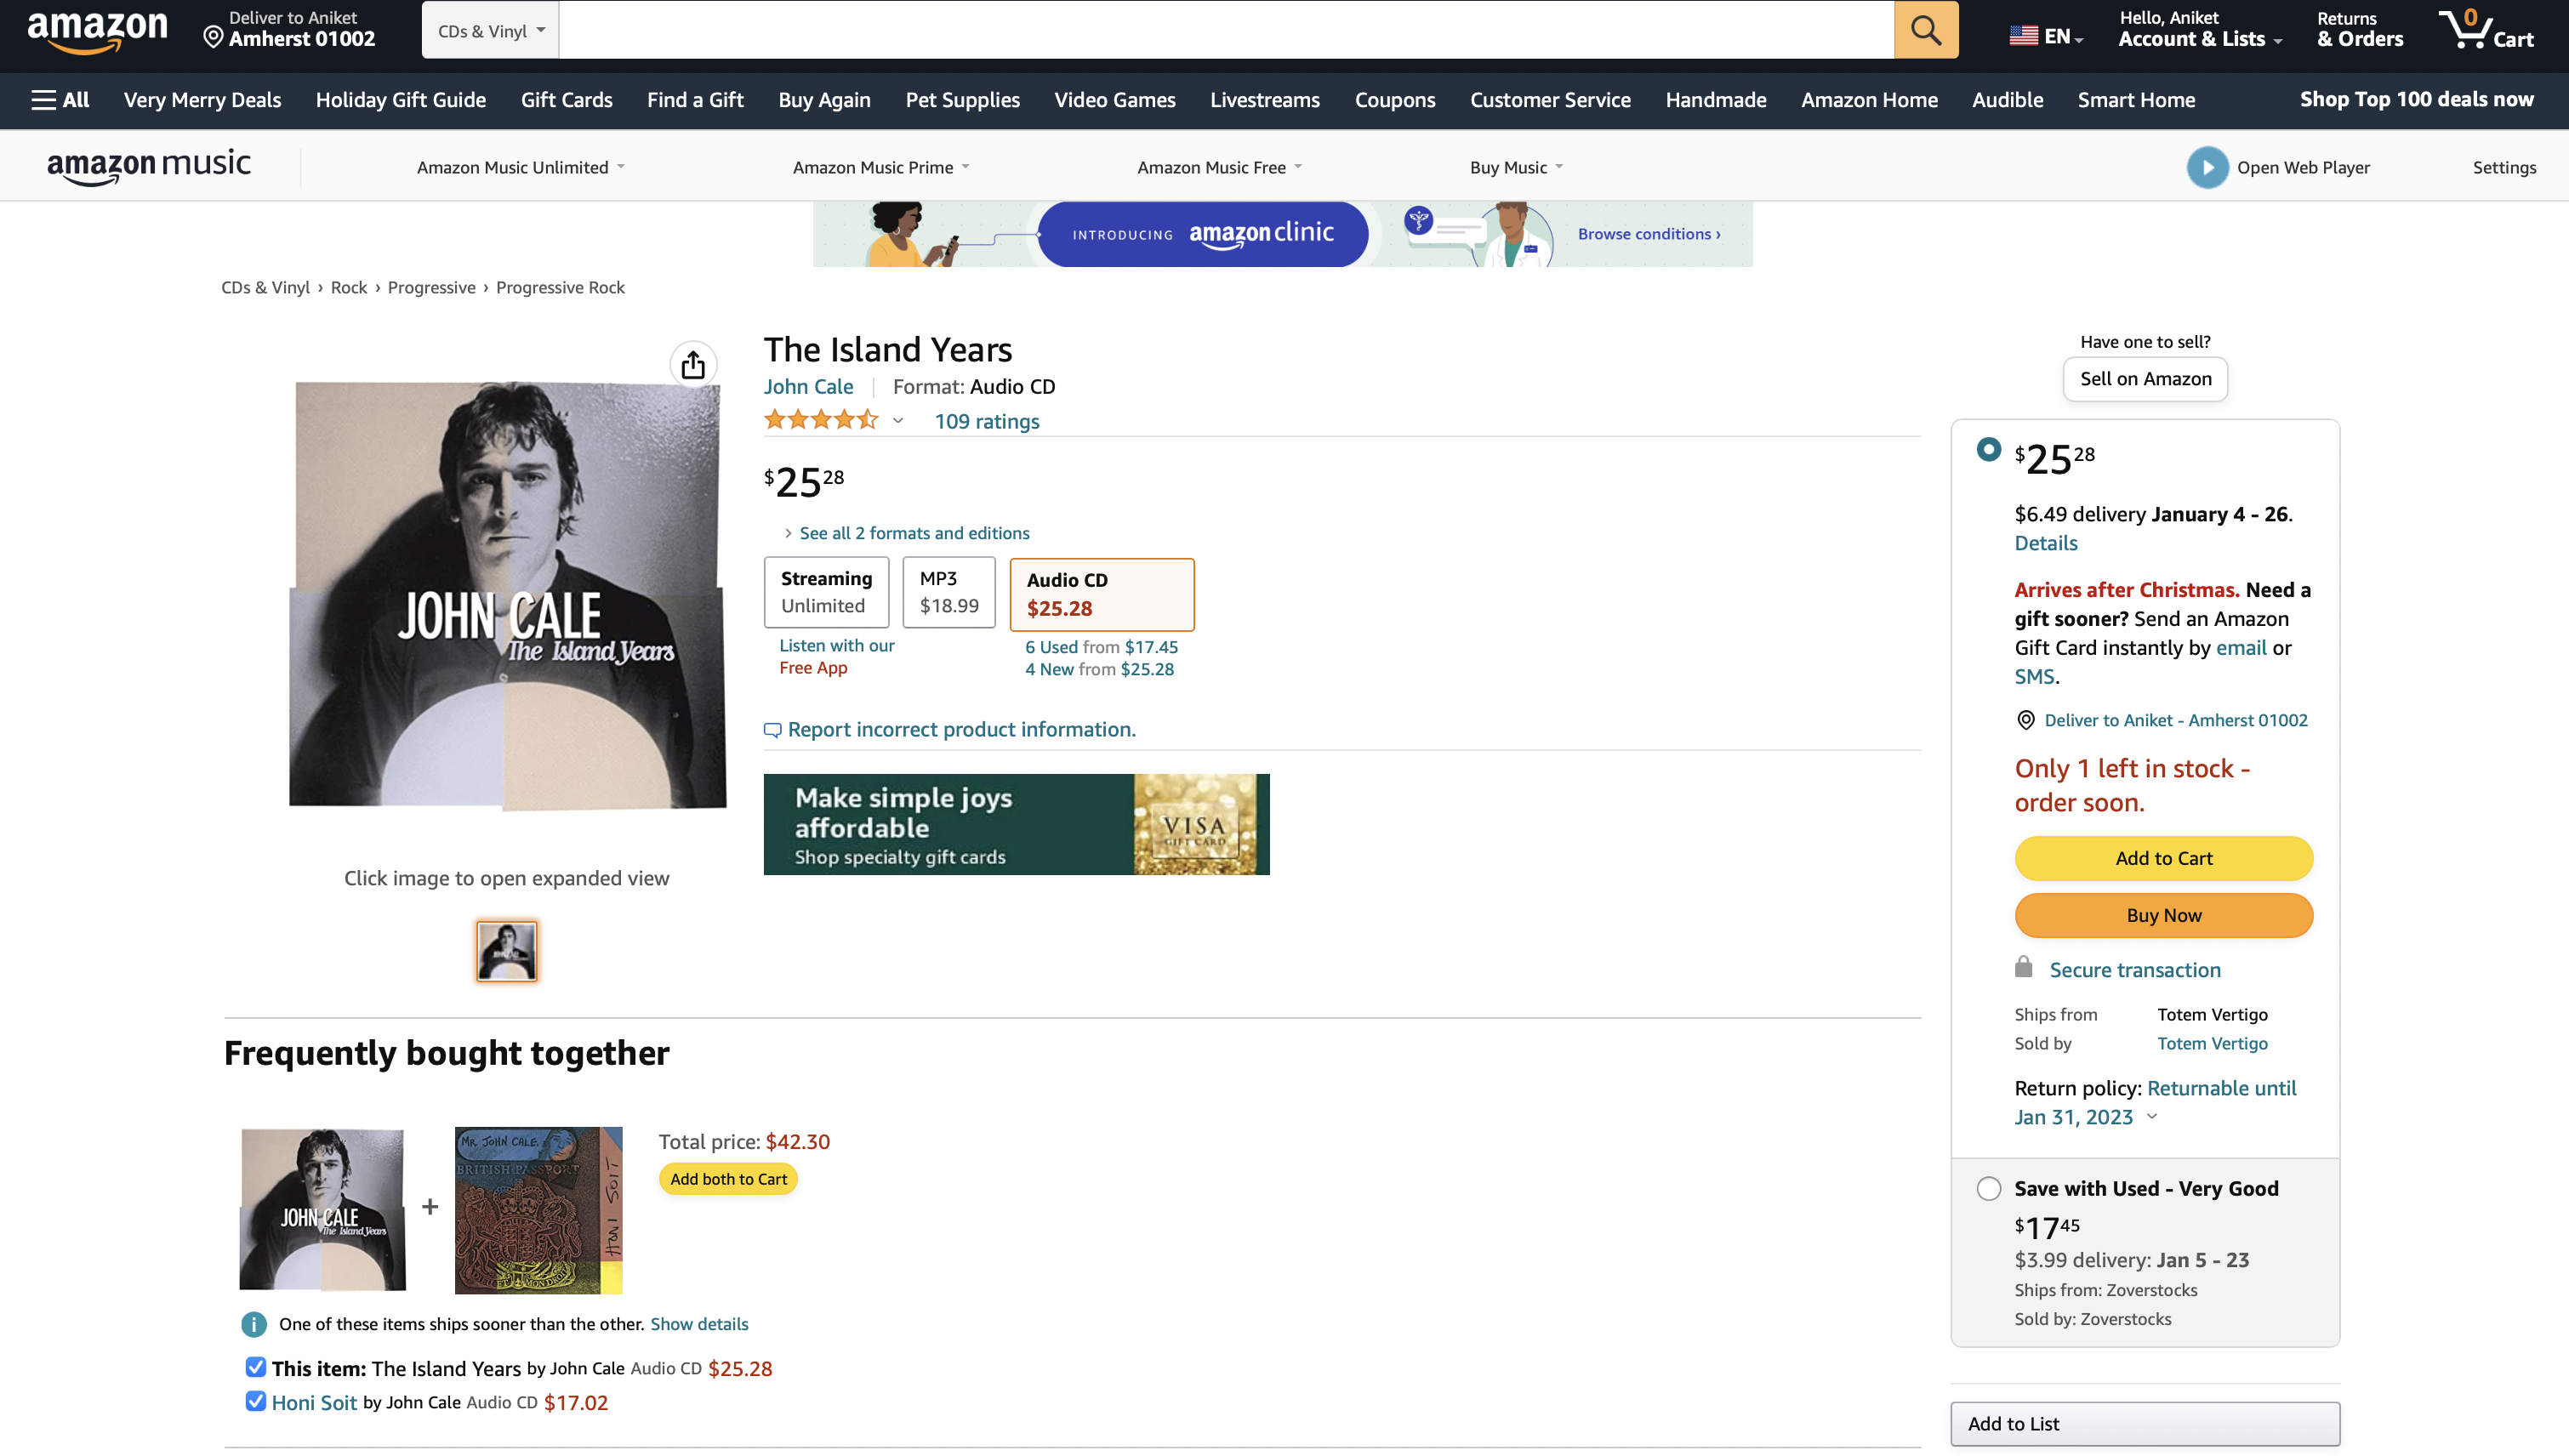 amazon
Deliver to Aniket
Amherst 01002
CDs & Vinyl
EN
Hello, Aniket
Account & Lists
Returns
& Orders
0
Cart
All
Very Merry Deals
Holiday Gift Guide
Gift Cards
Find a Gift
Buy Again
Pet Supplies
Video Games
Livestreams
Coupons
Customer Service
Handmade
Amazon Home
Audible
Smart Home
Shop Top 100 deals now
amazon music
Amazon Music Unlimited
Amazon Music Prime
Amazon Music Free
Buy Music
Open Web Player
Settings
INTRODUCING amazon clinic
Browse conditions ›
CDs & Vinyl › Rock › Progressive › Progressive Rock
JOHN CALE
The Island Years
Click image to open expanded view
The Island Years
John Cale | Format: Audio CD
109 ratings
$25 28
› See all 2 formats and editions
Streaming
Unlimited
MP3
$18.99
Audio CD
$25.28
Listen with our
Free App
6 Used from $17.45
4 New from $25.28
Report incorrect product information.
Make simple joys
affordable
Shop specialty gift cards
VISA
GIFT CARD
Have one to sell?
Sell on Amazon
$25 28
$6.49 delivery January 4 - 26.
Details
Arrives after Christmas. Need a
gift sooner? Send an Amazon
Gift Card instantly by email or
SMS.
Deliver to Aniket - Amherst 01002
Only 1 left in stock -
order soon.
Add to Cart
Buy Now
Secure transaction
Ships from Totem Vertigo
Sold by Totem Vertigo
Return policy: Returnable until
Jan 31, 2023
Save with Used - Very Good
$17 45
$3.99 delivery: Jan 5 - 23
Ships from: Zoverstocks
Sold by: Zoverstocks
Add to List
Frequently bought together
JOHN CALE
The Island Years
+
MR JOHN CALE
BRITISH PASSPORT
HONI SOIT
Total price: $42.30
Add both to Cart
One of these items ships sooner than the other. Show details
This item: The Island Years by John Cale Audio CD $25.28
Honi Soit by John Cale Audio CD $17.02